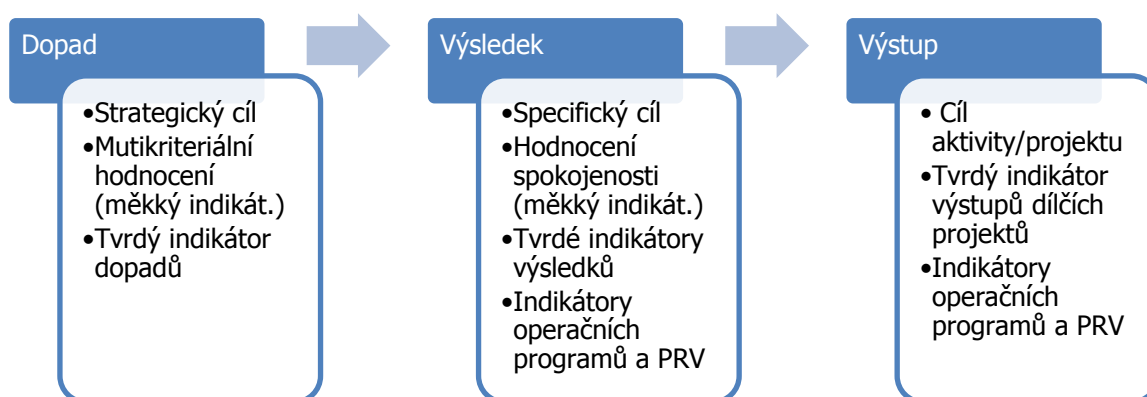 Dopad
•Strategický cíl
•Mutikriteriální
hodnocení
(měkký indikát.)
•Tvrdý indikátor
dopadů
Výsledek
•Specifický cíl
•Hodnocení
spokojenosti
(měkký indikát.)
•Tvrdé indikátory
výsledků
•Indikátory
operačních
programů a PRV
Výstup
• Cíl
aktivity/projektu
•Tvrdý indikátor
výstupů dílčích
projektů
•Indikátory
operačních
programů a PRV